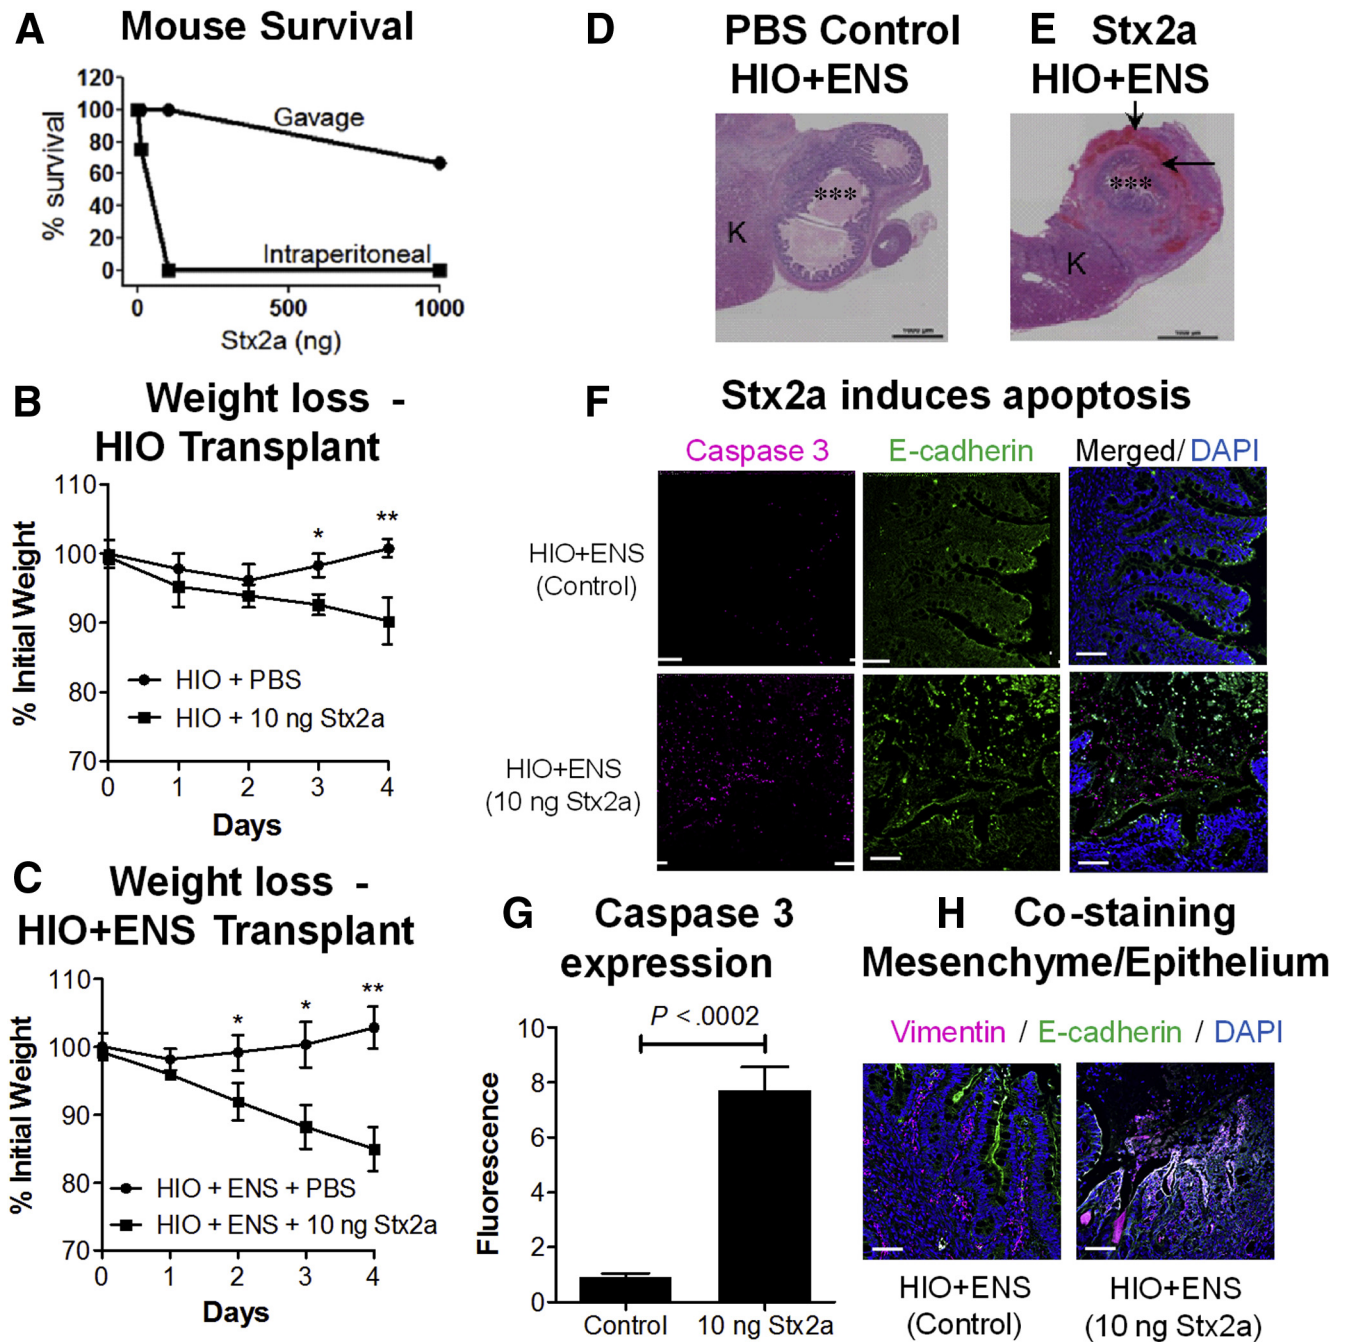 A
Mouse Survival
120
100
80
60
40
20
0
% survival
Gavage
Intraperitoneal
0
500
1000
Stx2a (ng)
B
Weight loss -
HIO Transplant
110
100
90
80
70
% Initial Weight
*
**
HIO + PBS
HIO + 10 ng Stx2a
0
1
2
3
4
Days
C
Weight loss -
HIO+ENS Transplant
110
100
90
80
70
% Initial Weight
*
*
**
HIO + ENS + PBS
HIO + ENS + 10 ng Stx2a
0
1
2
3
4
Days
D
PBS Control
HIO+ENS
***
K
E
Stx2a
HIO+ENS
***
K
F
Stx2a induces apoptosis
Caspase 3
E-cadherin
Merged/ DAPI
HIO+ENS
(Control)
HIO+ENS
(10 ng Stx2a)
G
Caspase 3
expression
P < .0002
10
8
6
4
2
0
Fluorescence
Control
10 ng Stx2a
H
Co-staining
Mesenchyme/Epithelium
Vimentin / E-cadherin / DAPI
HIO+ENS
(Control)
HIO+ENS
(10 ng Stx2a)